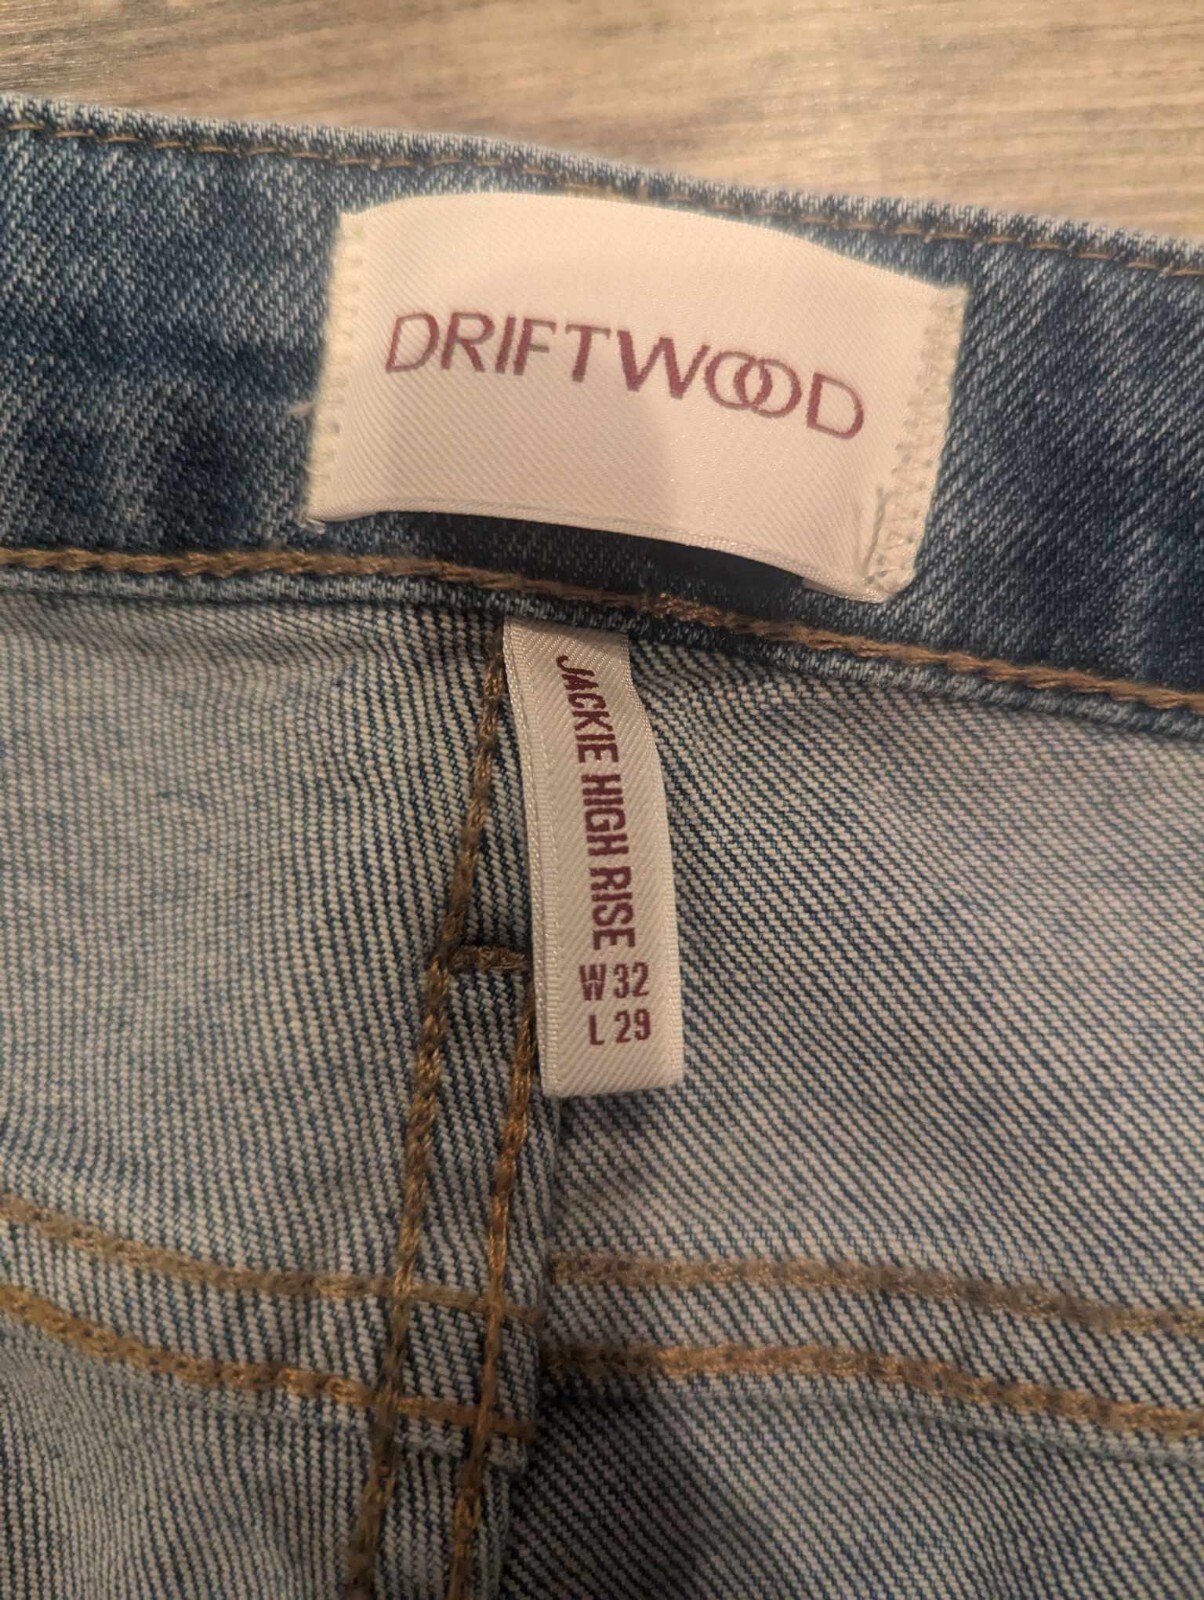 DRIFTWOOD
JACKIE HIGH RISE
W 32
L 29